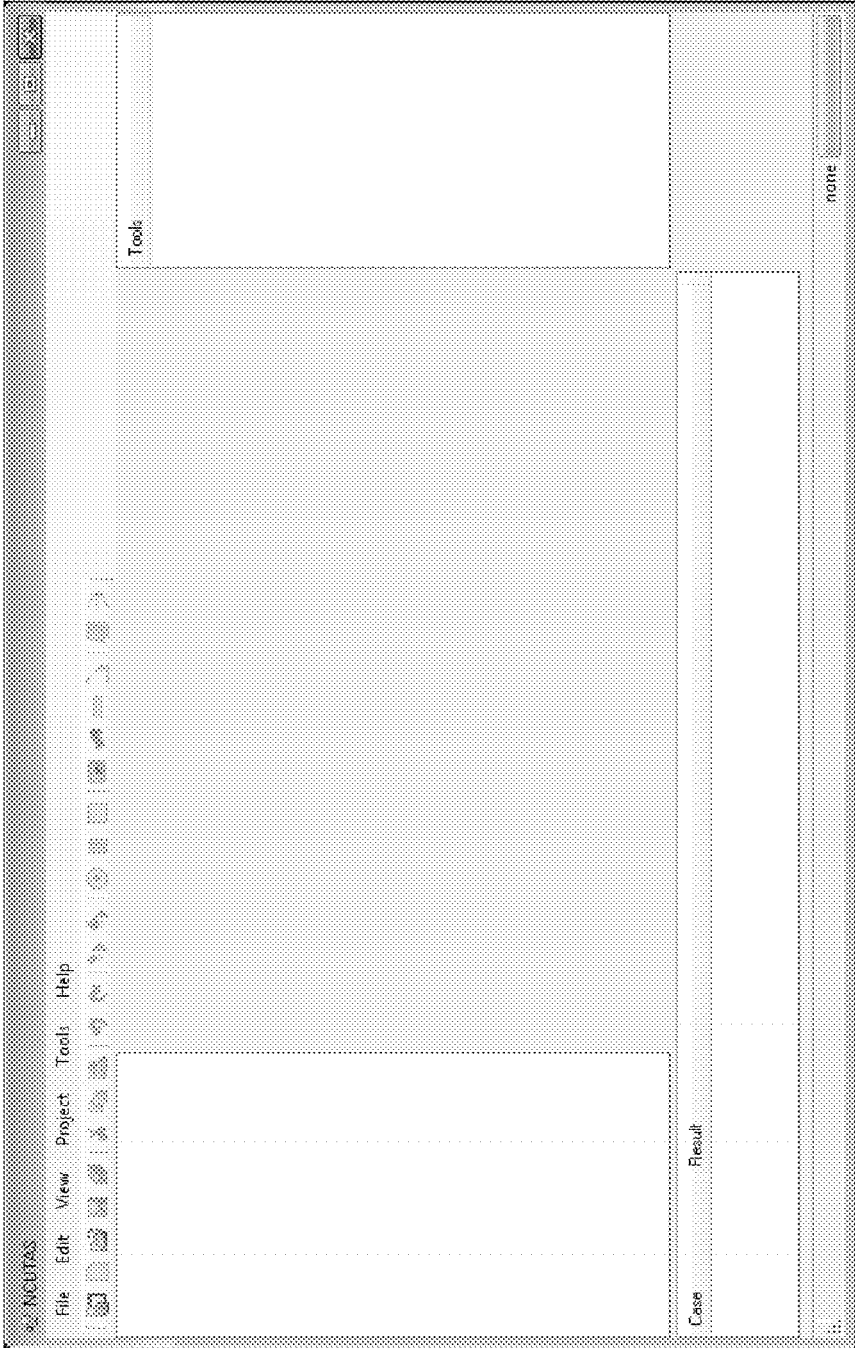 NCUTAS
File Edit View Project Tools Help
Tools
Case Result
none